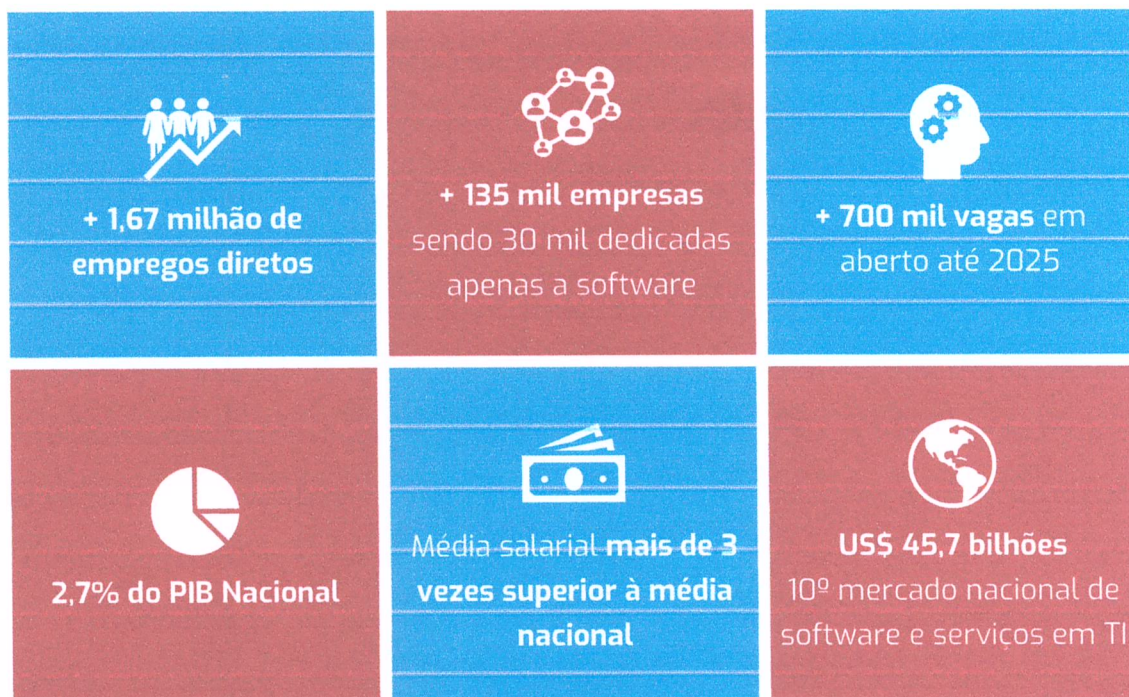 + 1,67 milhão de
empregos diretos
+ 135 mil empresas
sendo 30 mil dedicadas
apenas a software
+ 700 mil vagas em
aberto até 2025
2,7% do PIB Nacional
Média salarial mais de 3
vezes superior à média
nacional
US$ 45,7 bilhões
10º mercado nacional de
software e serviços em TI